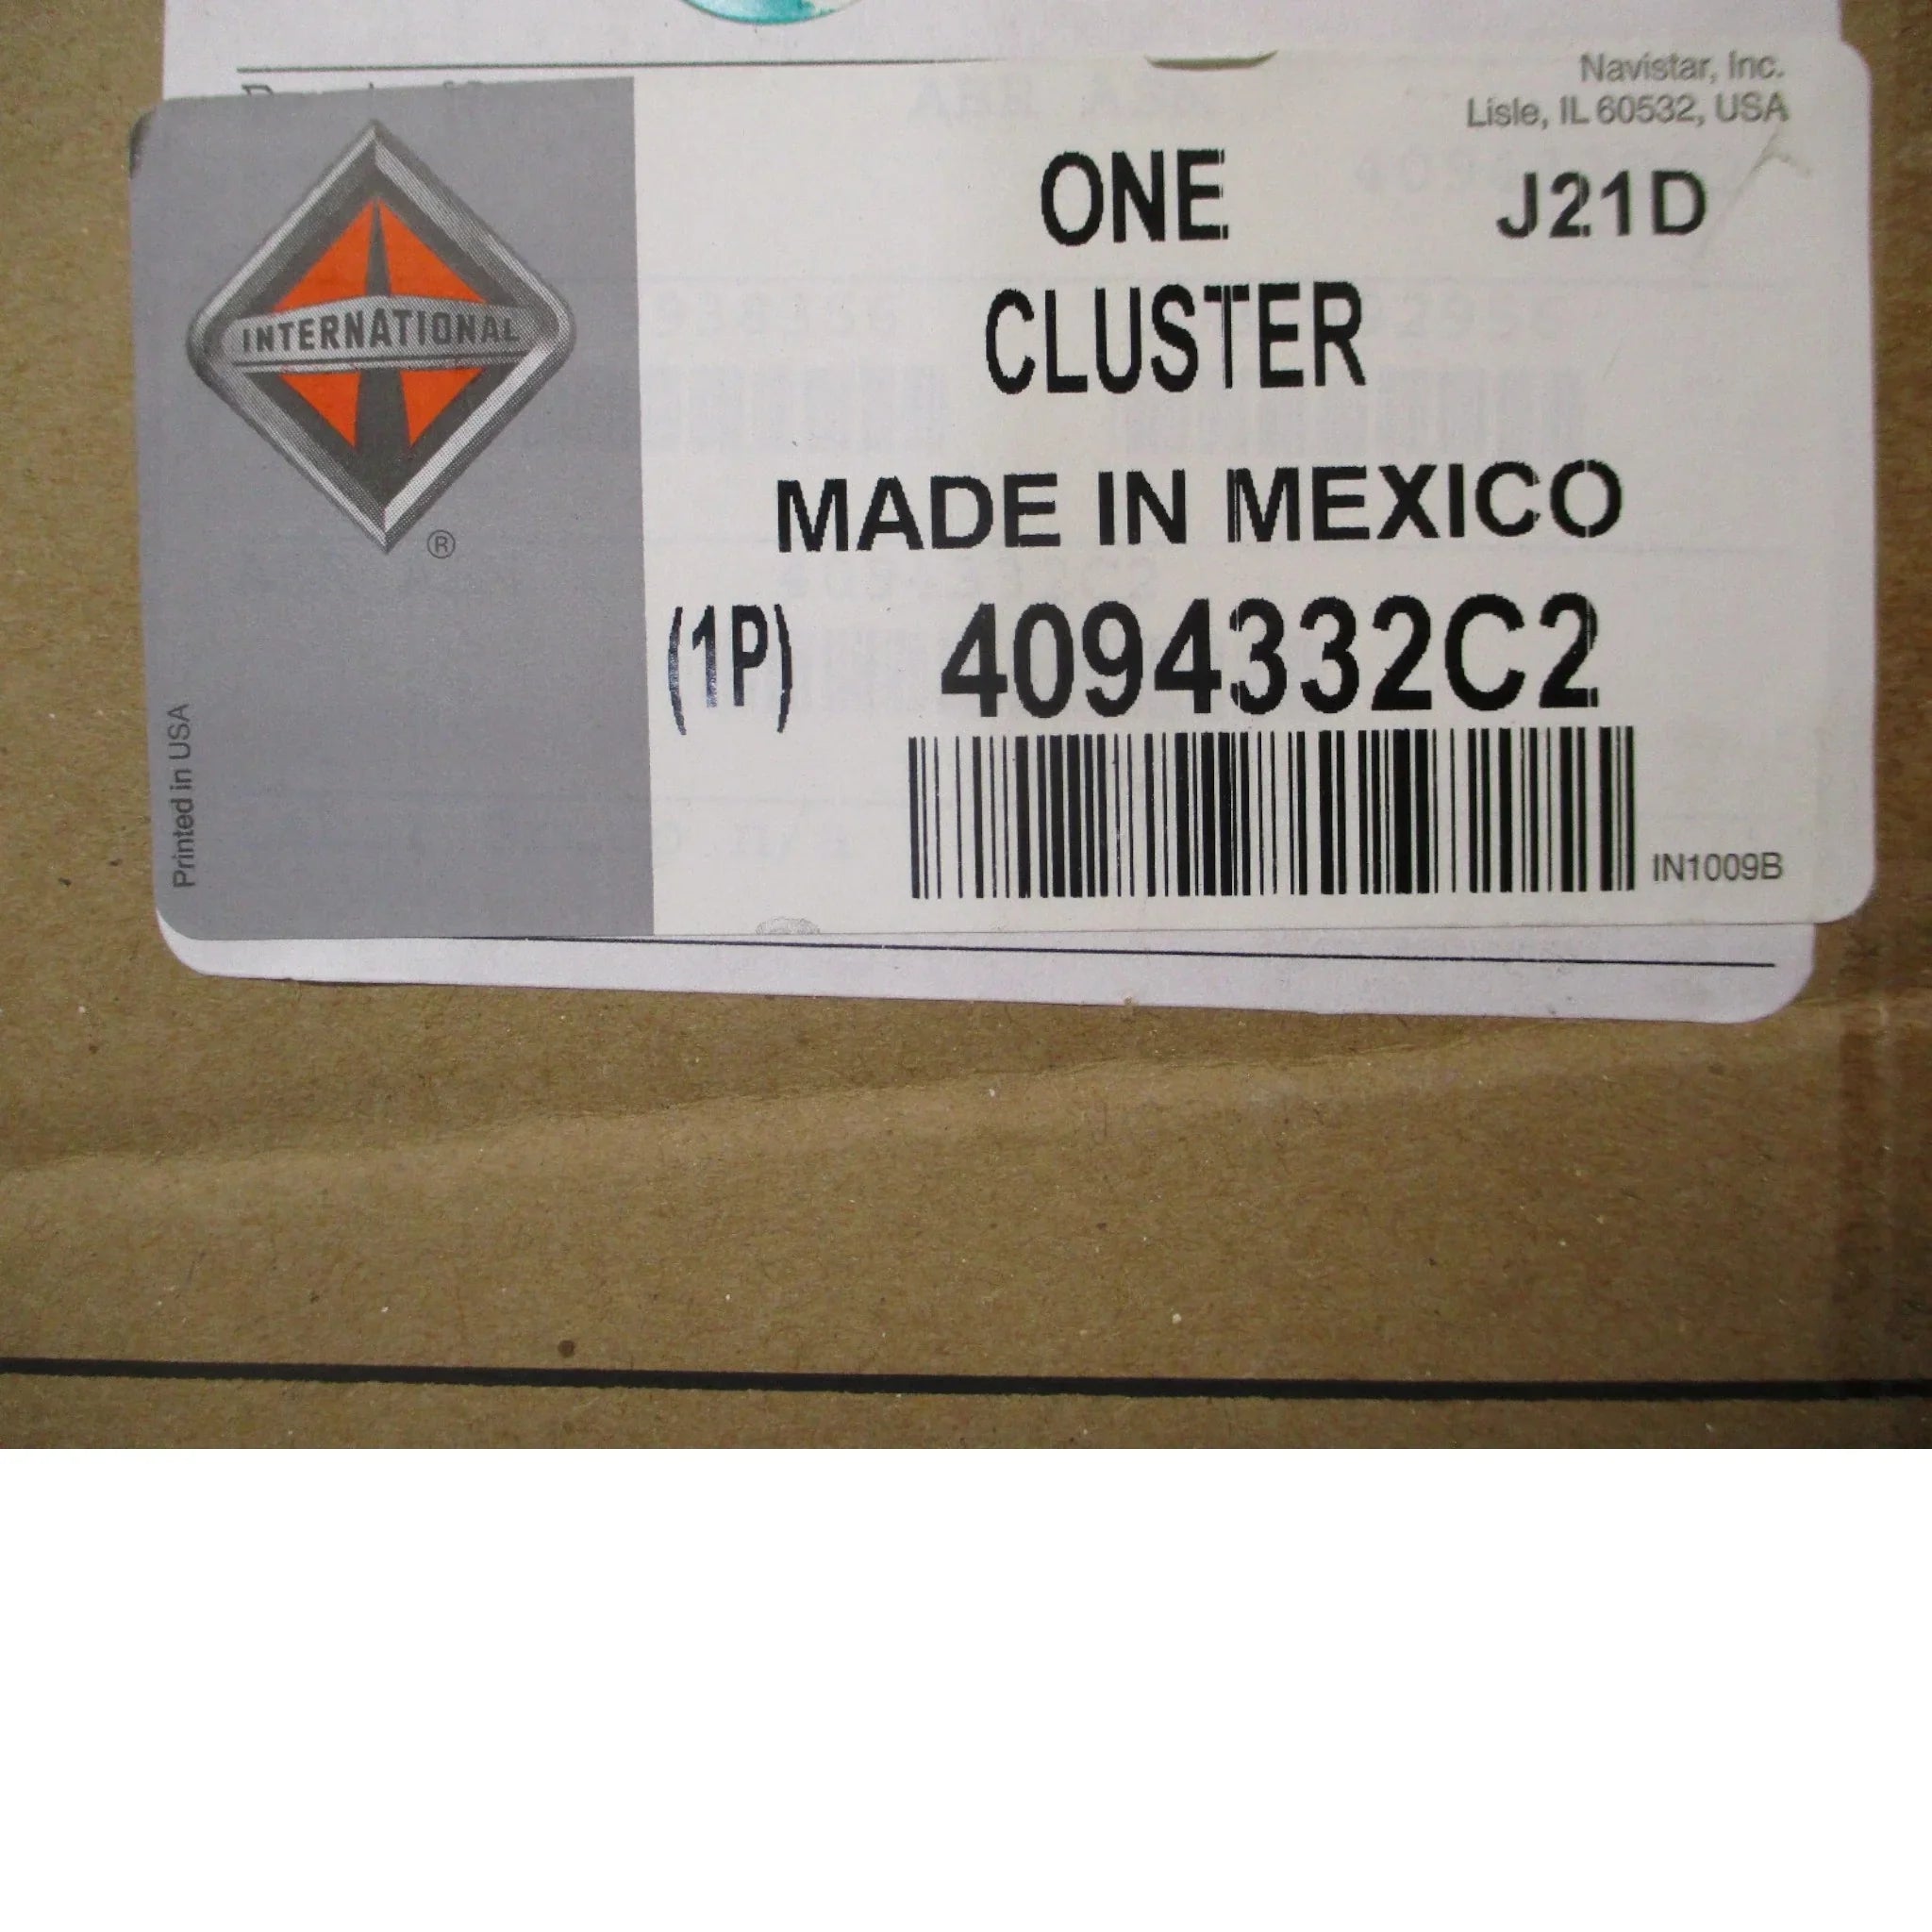 Navistar, Inc.
Lisle, IL 60532, USA
ONE J21D
CLUSTER
INTERNATIONAL
®
MADE IN MEXICO
(1P) 4094332C2
Printed in USA
IN1009B